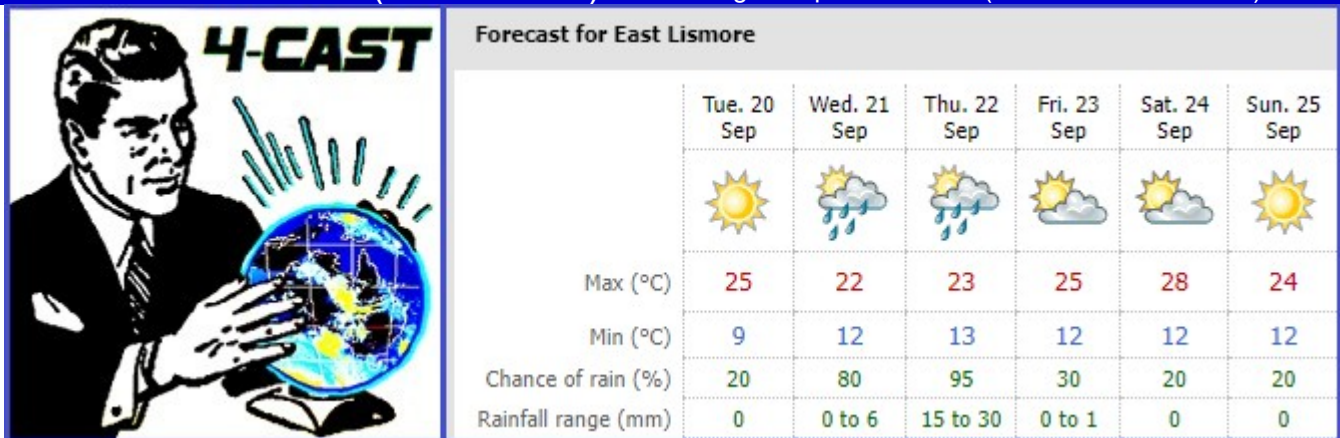 4-CAST
Forecast for East Lismore
Tue. 20 Sep Wed. 21 Sep Thu. 22 Sep Fri. 23 Sep Sat. 24 Sep Sun. 25 Sep
Max (°C) 25 22 23 25 28 24
Min (°C) 9 12 13 12 12 12
Chance of rain (%) 20 80 95 30 20 20
Rainfall range (mm) 0 0 to 6 15 to 30 0 to 1 0 0